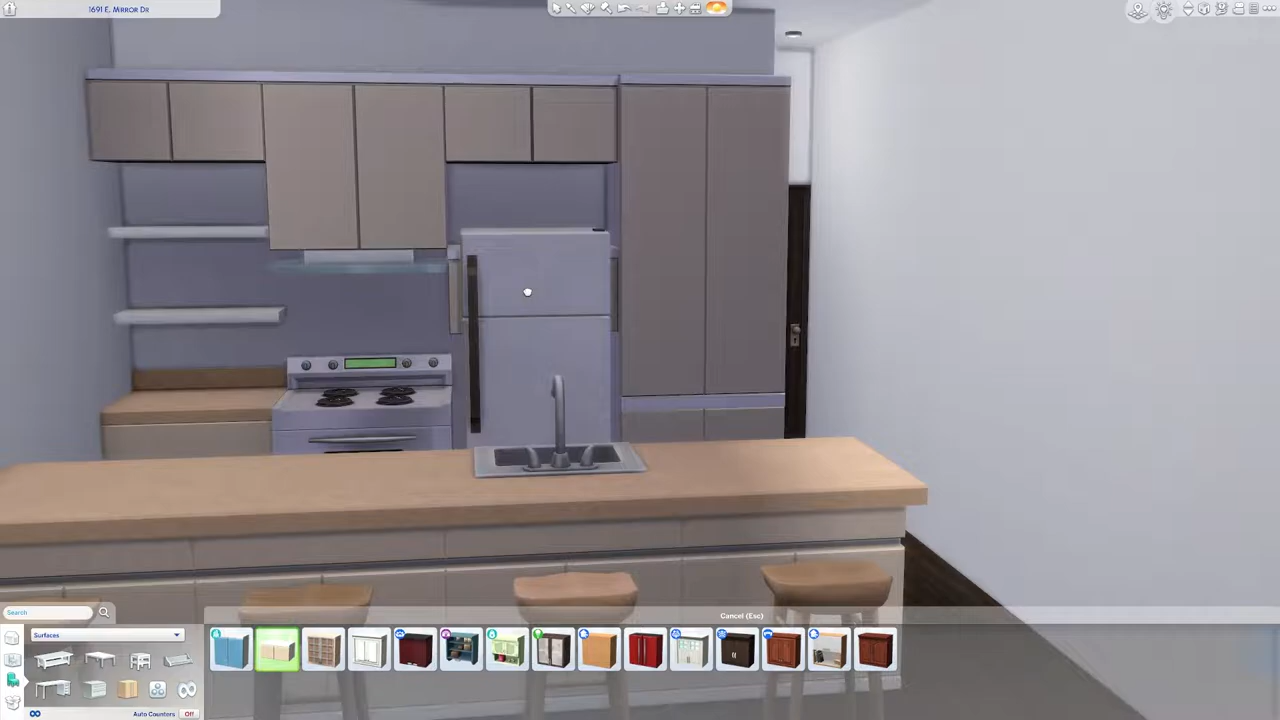 1691 E. Mirror Dr
Cancel (Esc)
Search
Surfaces
Auto Counters Off